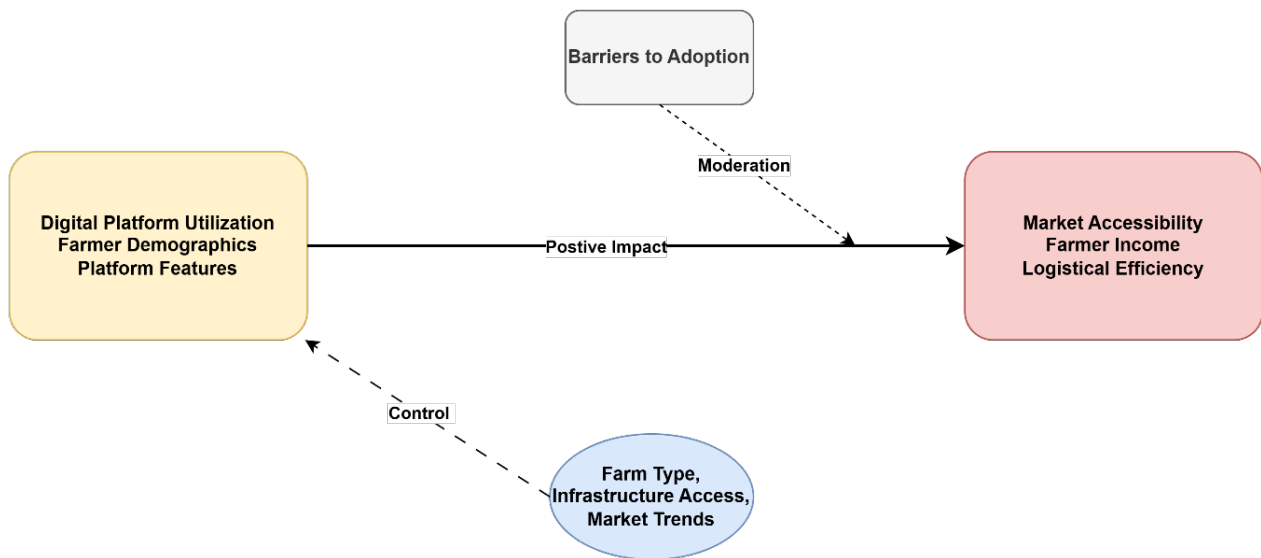 Barriers to Adoption
Moderation
Digital Platform Utilization
Farmer Demographics
Platform Features
Postive Impact
Market Accessibility
Farmer Income
Logistical Efficiency
Control
Farm Type,
Infrastructure Access,
Market Trends